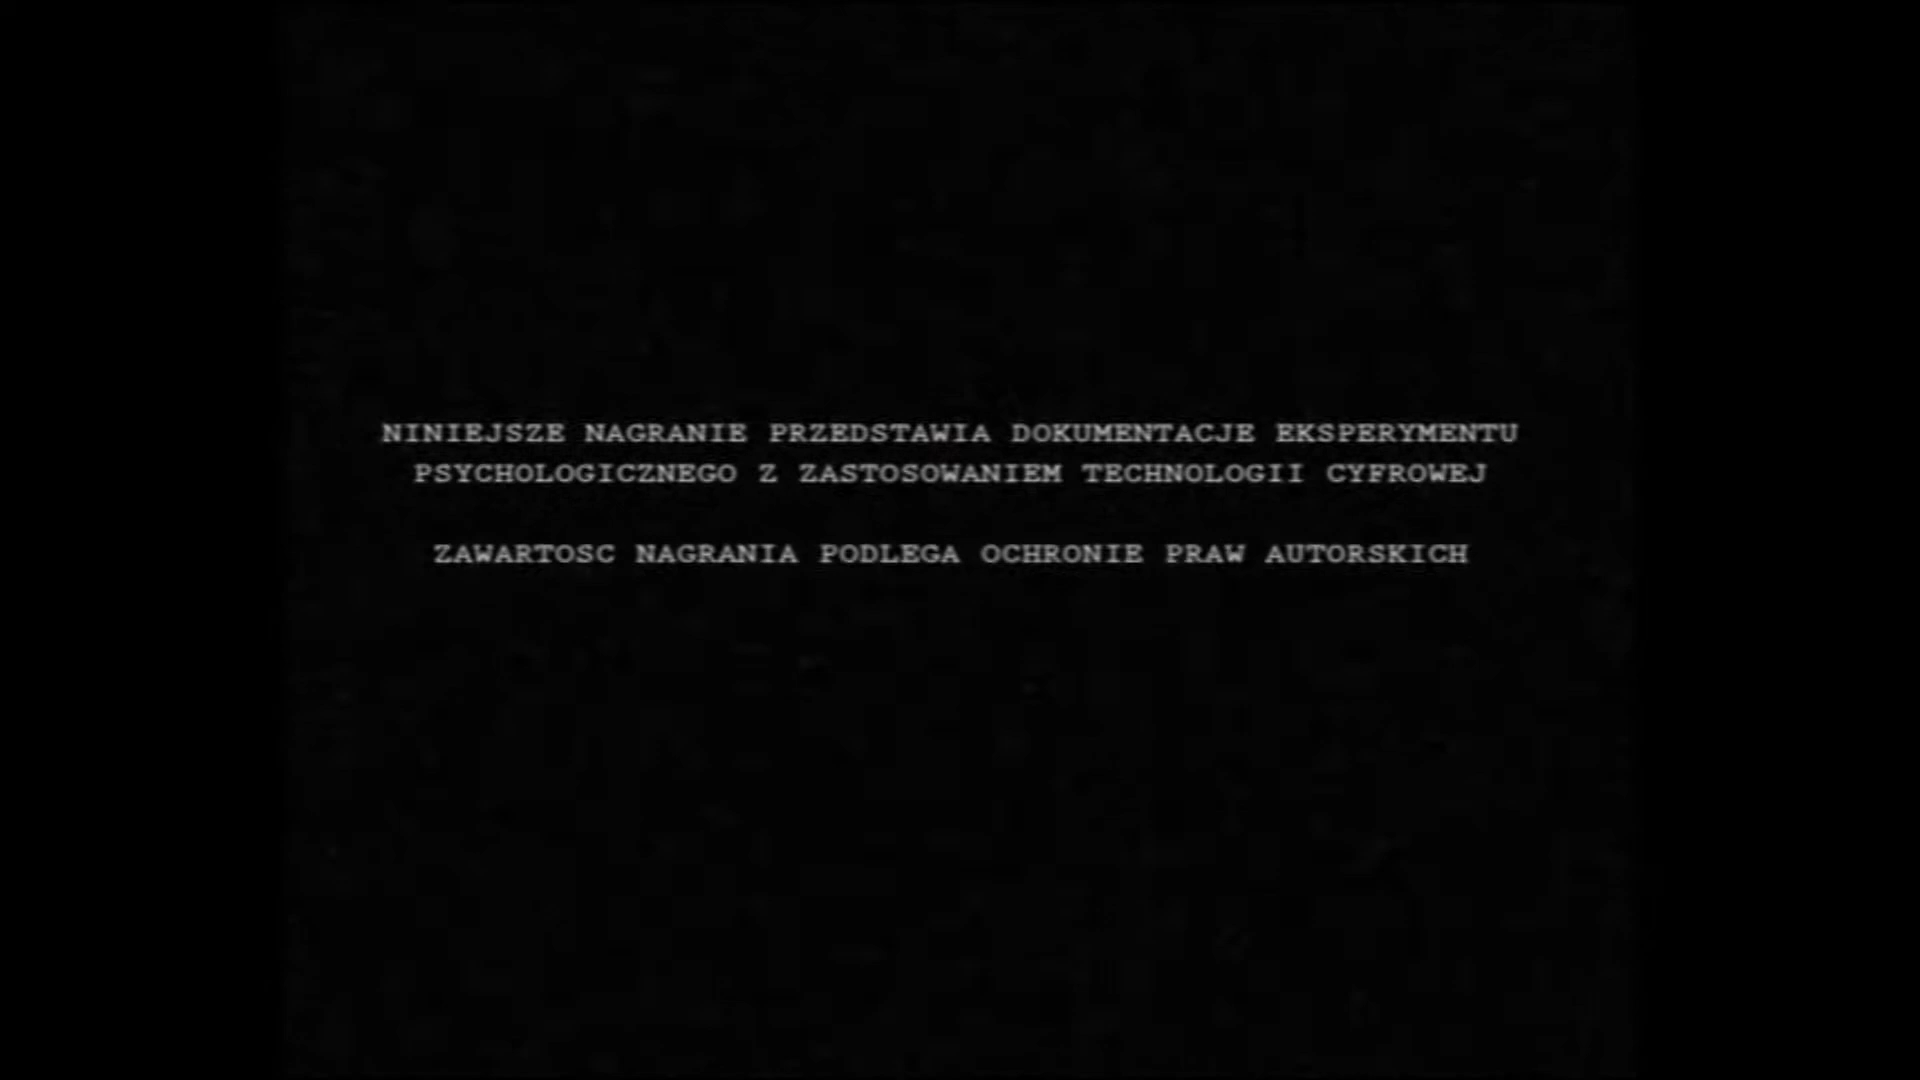 NINIEJSZE NAGRANIE PRZEDSTAWIA DOKUMENTACJE EKSPERYMENTU
PSYCHOLOGICZNEGO Z ZASTOSOWANIEM TECHNOLOGII CYFROWEJ
ZAWARTOSC NAGRANIA PODLEGA OCHRONIE PRAW AUTORSKICH